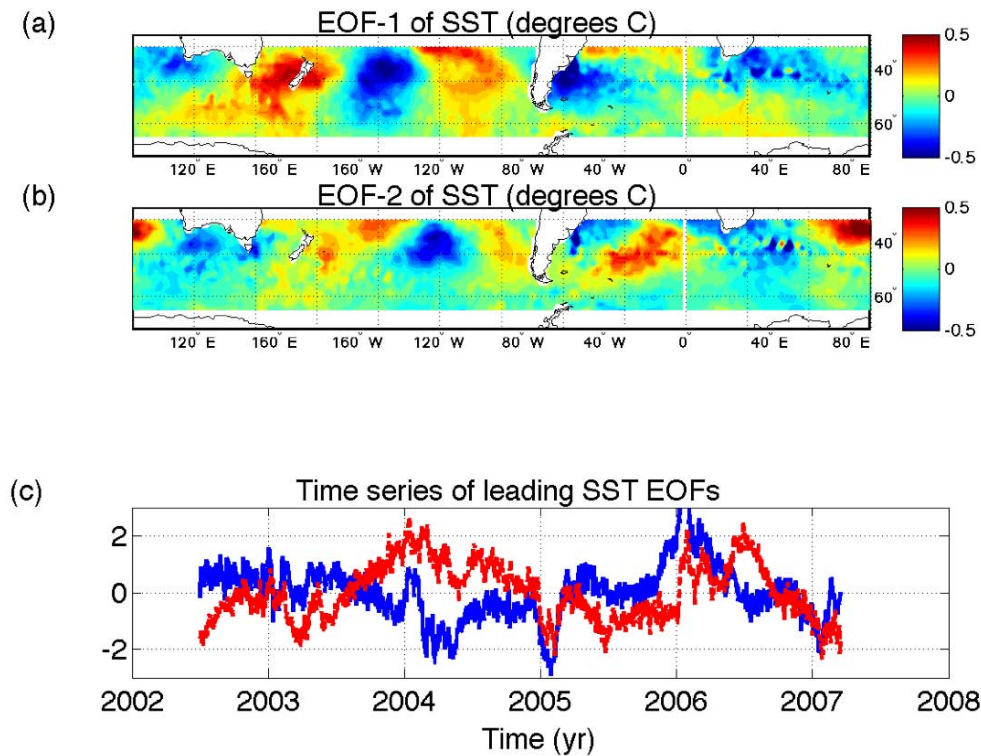 (a)
EOF-1 of SST (degrees C)
40°
60°
120° E 160° E 160° W 120° W 80° W 40° W 0° 40° E 80° E
0.5
0
-0.5
(b)
EOF-2 of SST (degrees C)
40°
60°
120° E 160° E 160° W 120° W 80° W 40° W 0° 40° E 80° E
0.5
0
-0.5
(c)
Time series of leading SST EOFs
2
0
-2
2002 2003 2004 2005 2006 2007 2008
Time (yr)